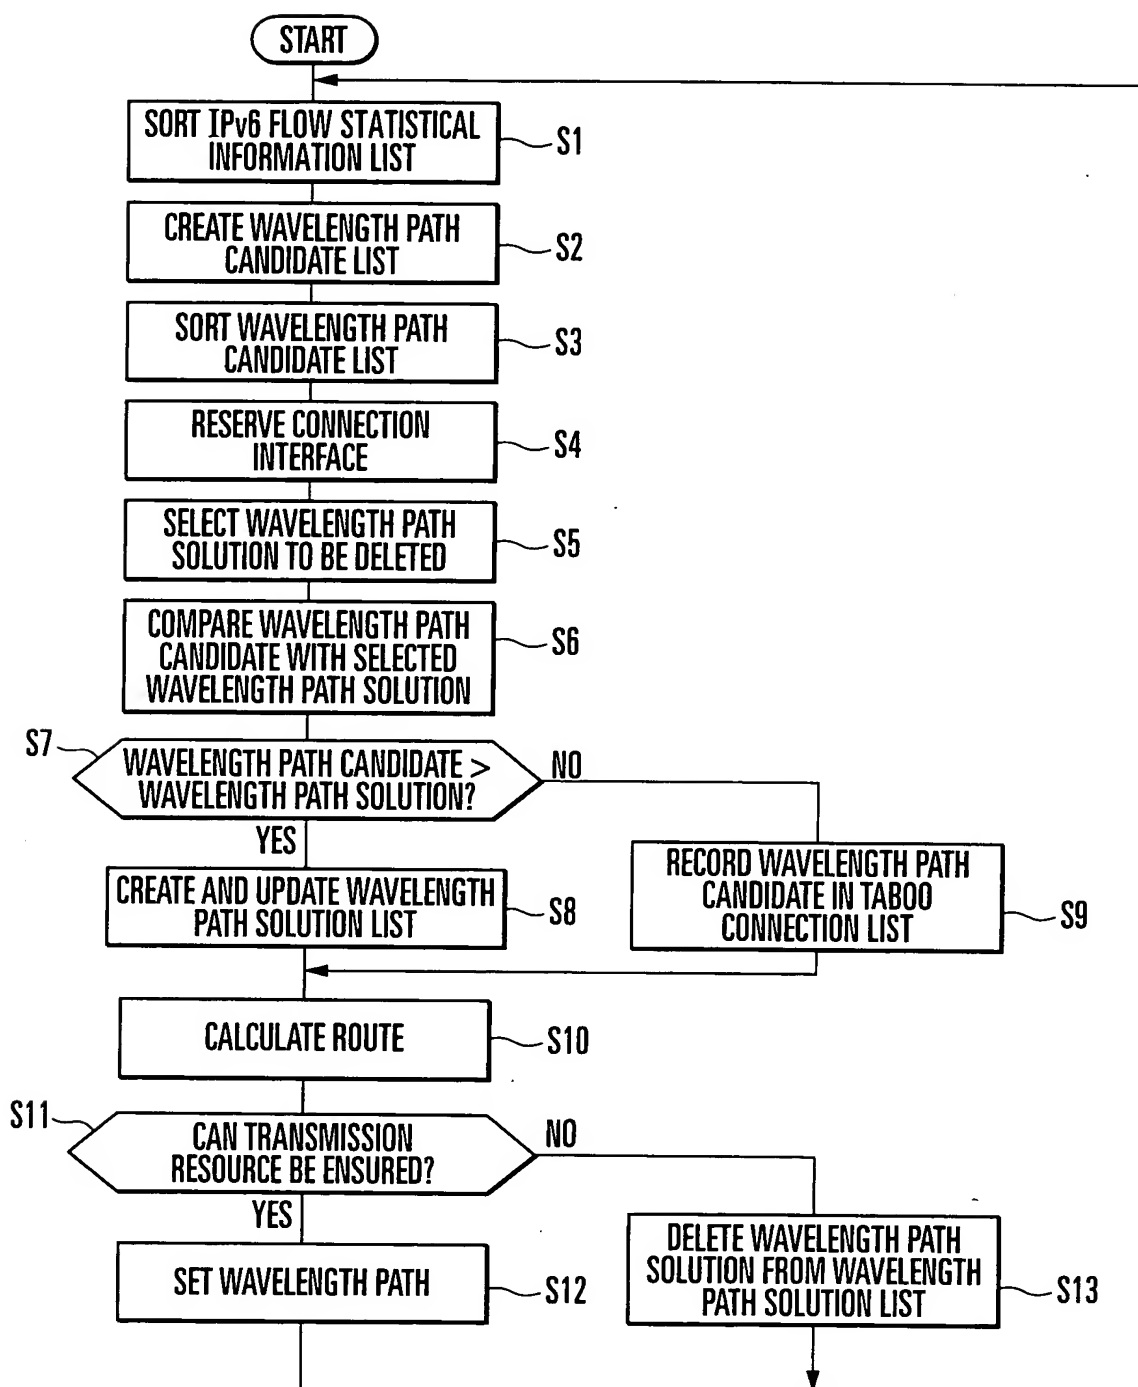 START
SORT IPv6 FLOW STATISTICAL
INFORMATION LIST
S1
CREATE WAVELENGTH PATH
CANDIDATE LIST
S2
SORT WAVELENGTH PATH
CANDIDATE LIST
S3
RESERVE CONNECTION
INTERFACE
S4
SELECT WAVELENGTH PATH
SOLUTION TO BE DELETED
S5
COMPARE WAVELENGTH PATH
CANDIDATE WITH SELECTED
WAVELENGTH PATH SOLUTION
S6
S7
WAVELENGTH PATH CANDIDATE >
WAVELENGTH PATH SOLUTION?
NO
YES
CREATE AND UPDATE WAVELENGTH
PATH SOLUTION LIST
S8
RECORD WAVELENGTH PATH
CANDIDATE IN TABOO
CONNECTION LIST
S9
CALCULATE ROUTE
S10
S11
CAN TRANSMISSION
RESOURCE BE ENSURED?
NO
YES
SET WAVELENGTH PATH
S12
DELETE WAVELENGTH PATH
SOLUTION FROM WAVELENGTH
PATH SOLUTION LIST
S13